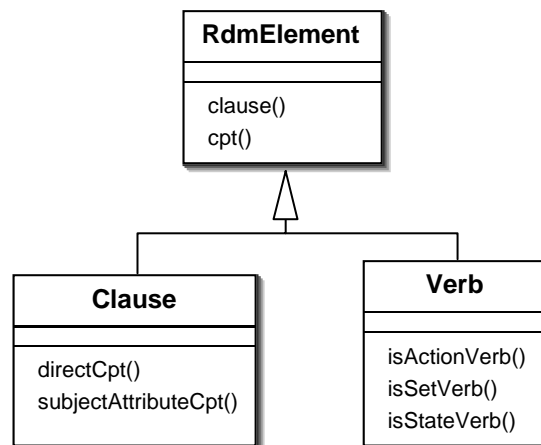 RdmElement
clause()
cpt()
Clause
directCpt()
subjectAttributeCpt()
Verb
isActionVerb()
isSetVerb()
isStateVerb()